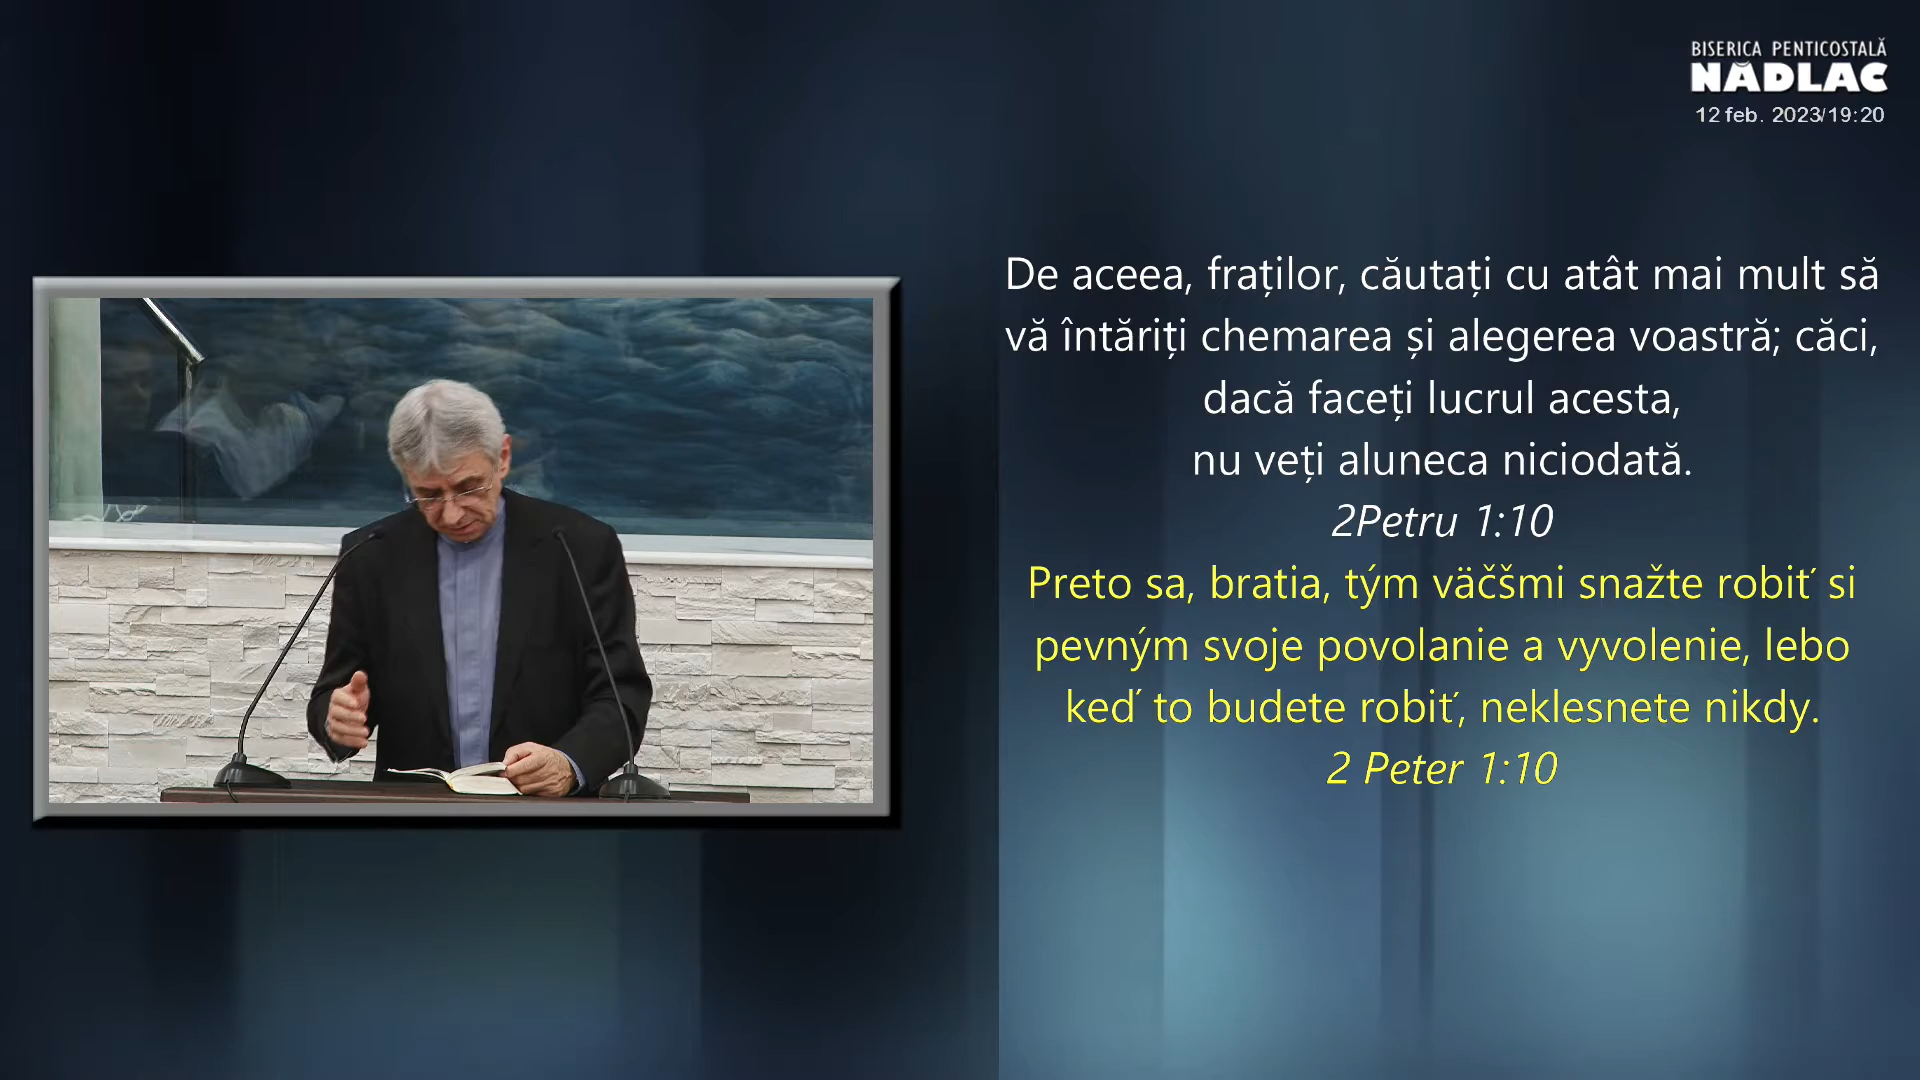 BISERICA PENTICOSTALĂ
NĂDLAC
12 feb. 2023/19:20
De aceea, fraților, căutați cu atât mai mult să
vă întăriți chemarea și alegerea voastră; căci,
dacă faceți lucrul acesta,
nu veți aluneca niciodată.
2Petru 1:10
Preto sa, bratia, tým väčšmi snažte robiť si
pevným svoje povolanie a vyvolenie, lebo
keď to budete robiť, neklesnete nikdy.
2 Peter 1:10